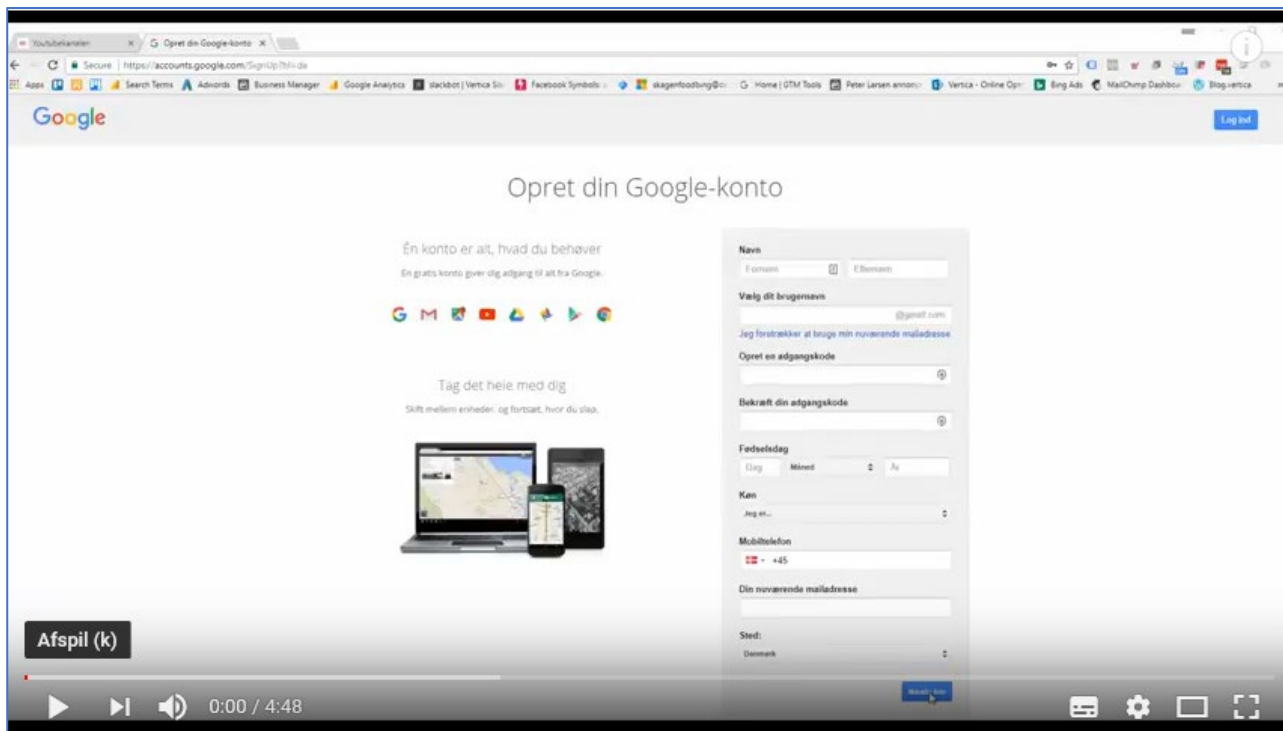 Youtubekanalen
Opret din Google-konto
Secure | https://accounts.google.com/SignUp?hl=da
Apps
Search Terms
Adwords
Business Manager
Google Analytics
slackbot | Vertica
Facebook Symbols
Home | GTM Tools
Peter Larsen
Vertica - Online
Bing Ads
MailChimp
Blog.vertica
Google
Log ind
Opret din Google-konto
Én konto er alt, hvad du behøver
En gratis konto giver dig adgang til alt fra Google.
Tag det hele med dig
Skift mellem enheder, og fortsæt, hvor du slap.
Navn
Fornavn
Efternavn
Vælg dit brugernavn
@gmail.com
Jeg foretrækker at bruge min nuværende mailadresse
Opret en adgangskode
Bekræft din adgangskode
Fødselsdag
Dag
Måned
År
Køn
Jeg er...
Mobiltelefon
+45
Din nuværende mailadresse
Sted:
Danmark
Afspil (k)
0:00 / 4:48